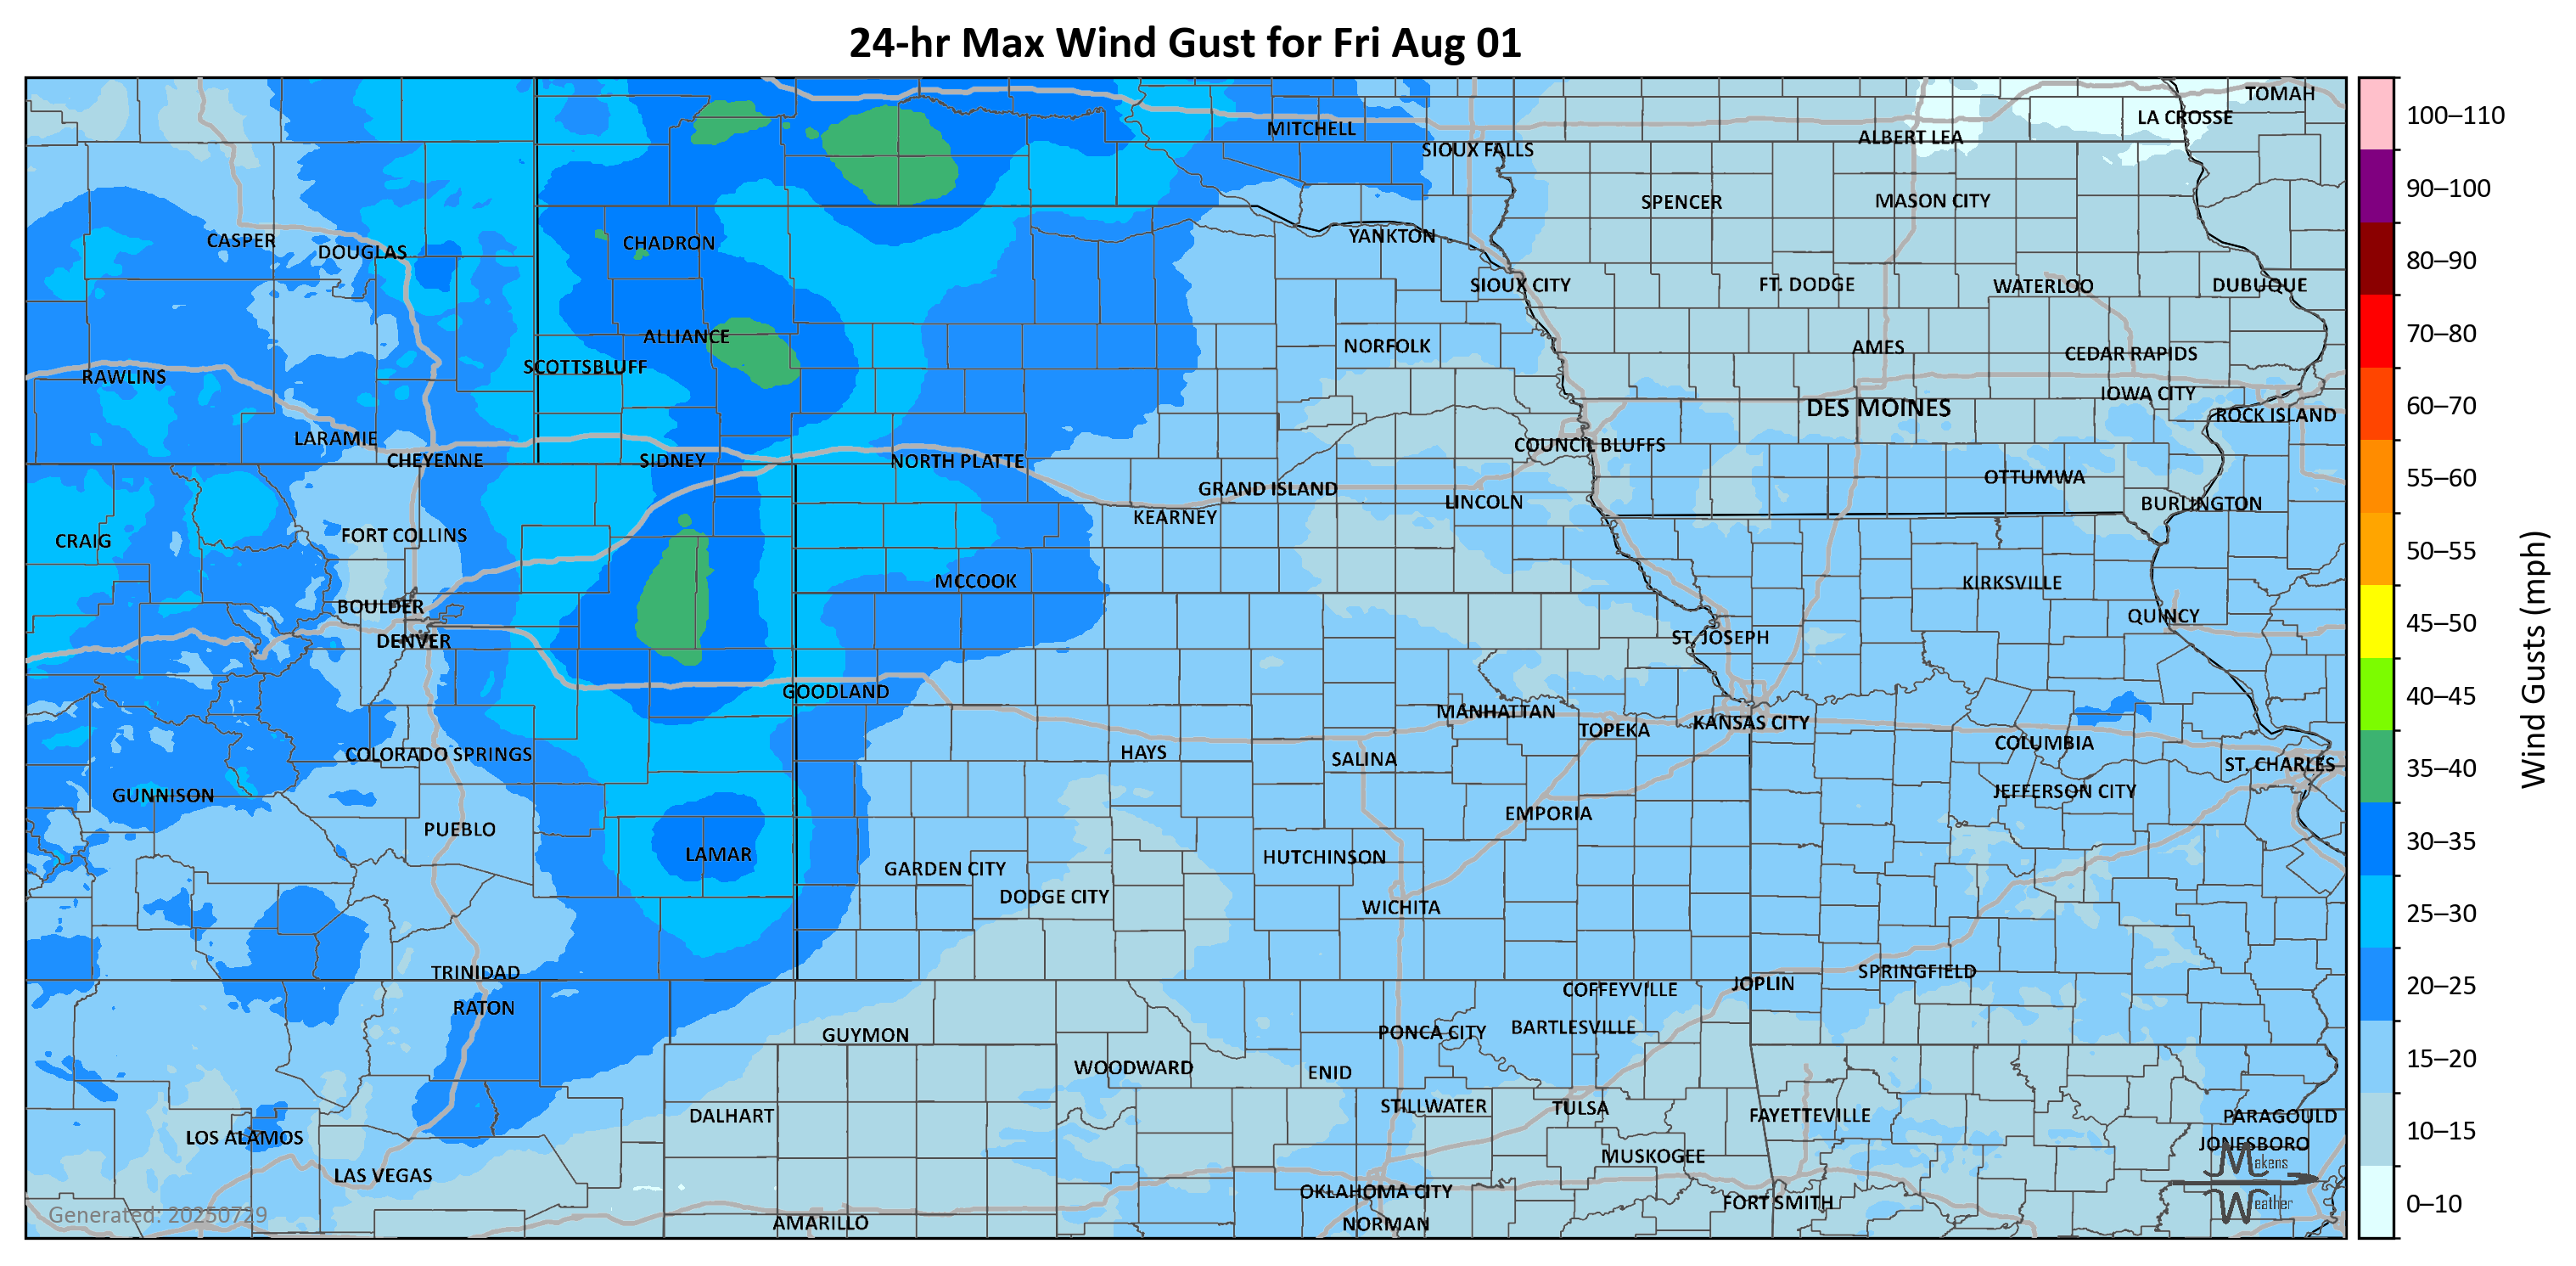 24-hr Max Wind Gust for Fri Aug 01
TOMAH
LA CROSSE
MITCHELL
ALBERT LEA
SIOUX FALLS
SPENCER
MASON CITY
CASPER
DOUGLAS
CHADRON
YANKTON
SIOUX CITY
FT. DODGE
WATERLOO
DUBUQUE
ALLIANCE
NORFOLK
AMES
CEDAR RAPIDS
SCOTTSBLUFF
RAWLINS
IOWA CITY
DES MOINES
ROCK ISLAND
LARAMIE
COUNCIL BLUFFS
CHEYENNE
SIDNEY
NORTH PLATTE
OTTUMWA
GRAND ISLAND
LINCOLN
BURLINGTON
KEARNEY
CRAIG
FORT COLLINS
MCCOOK
KIRKSVILLE
BOULDER
QUINCY
DENVER
ST. JOSEPH
GOODLAND
MANHATTAN
TOPEKA
KANSAS CITY
COLUMBIA
COLORADO SPRINGS
HAYS
SALINA
ST. CHARLES
GUNNISON
JEFFERSON CITY
PUEBLO
EMPORIA
LAMAR
HUTCHINSON
GARDEN CITY
DODGE CITY
WICHITA
TRINIDAD
SPRINGFIELD
JOPLIN
COFFEYVILLE
RATON
GUYMON
PONCA CITY
BARTLESVILLE
WOODWARD
ENID
DALHART
STILLWATER
TULSA
FAYETTEVILLE
PARAGOULD
LOS ALAMOS
JONESBORO
LAS VEGAS
MUSKOGEE
OKLAHOMA CITY
FORT SMITH
AMARILLO
NORMAN
Generated: 20250729
Makens
Weather
100–110
90–100
80–90
70–80
60–70
55–60
50–55
45–50
40–45
35–40
30–35
25–30
20–25
15–20
10–15
0–10
Wind Gusts (mph)